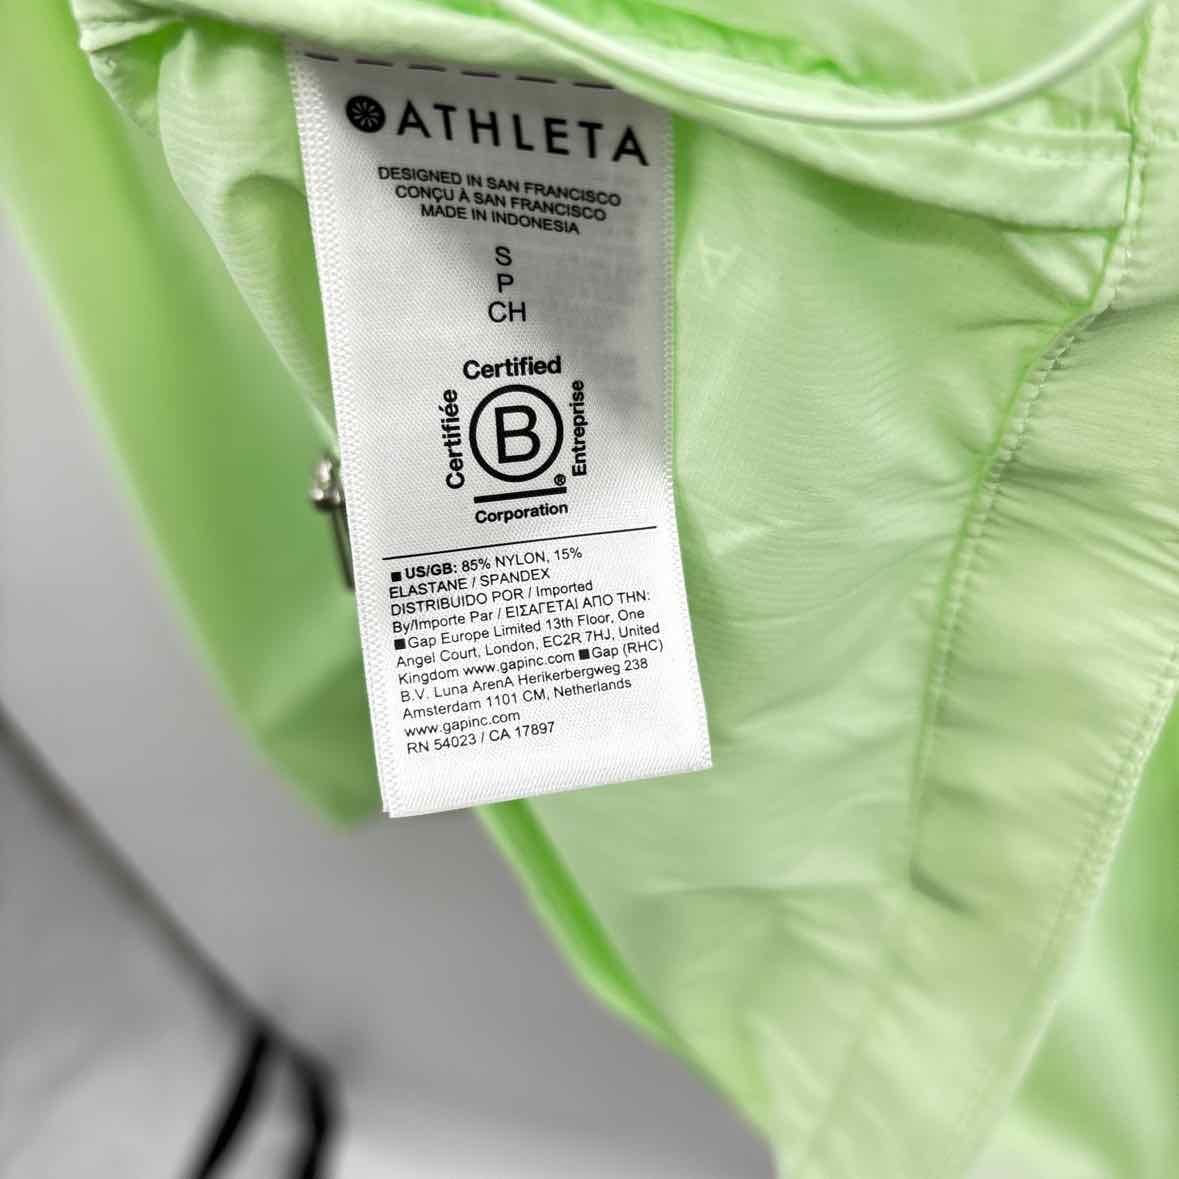 ATHLETA
DESIGNED IN SAN FRANCISCO
CONÇU À SAN FRANCISCO
MADE IN INDONESIA
S
P
CH
Certified
Certifiée
B
Entreprise
®
Corporation
■ US/GB: 85% NYLON, 15%
ELASTANE / SPANDEX
DISTRIBUIDO POR / Imported
By/Importe Par / ΕΙΣΑΓΕΤΑΙ ΑΠΟ ΤΗΝ:
■ Gap Europe Limited 13th Floor, One
Angel Court, London, EC2R 7HJ, United
Kingdom www.gapinc.com ■ Gap (RHC)
B.V. Luna ArenA Herikerbergweg 238
Amsterdam 1101 CM, Netherlands
www.gapinc.com
RN 54023 / CA 17897